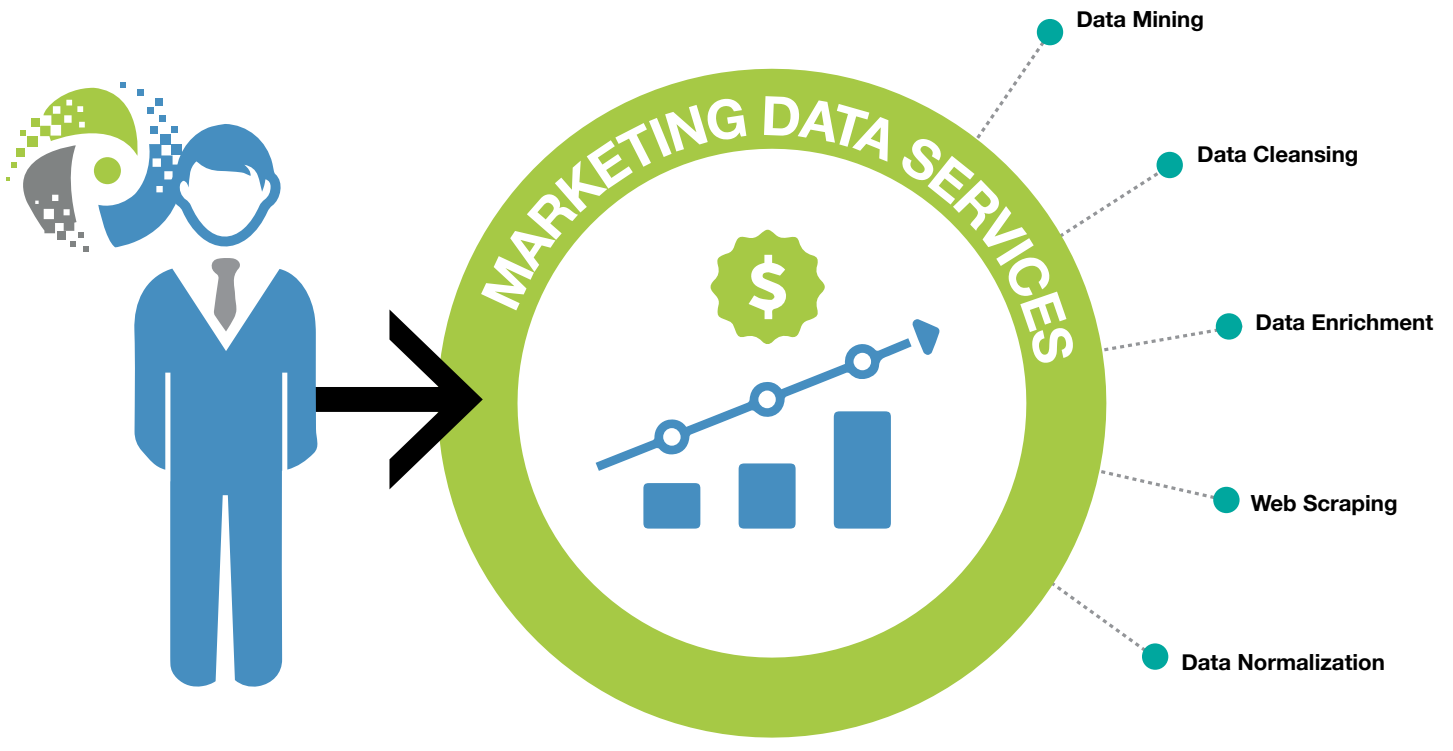 MARKETING DATA SERVICES
$
Data Mining
Data Cleansing
Data Enrichment
Web Scraping
Data Normalization